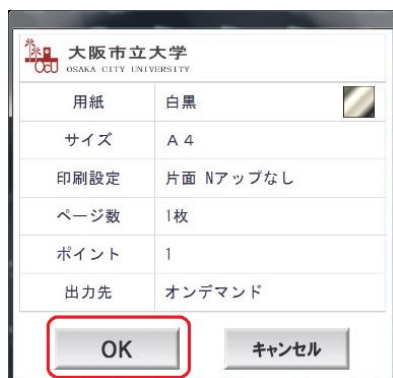 大阪市立大学
OCU OSAKA CITY UNIVERSITY
用紙 白黒
サイズ A4
印刷設定 片面 Nアップなし
ページ数 1枚
ポイント 1
出力先 オンデマンド
OK キャンセル